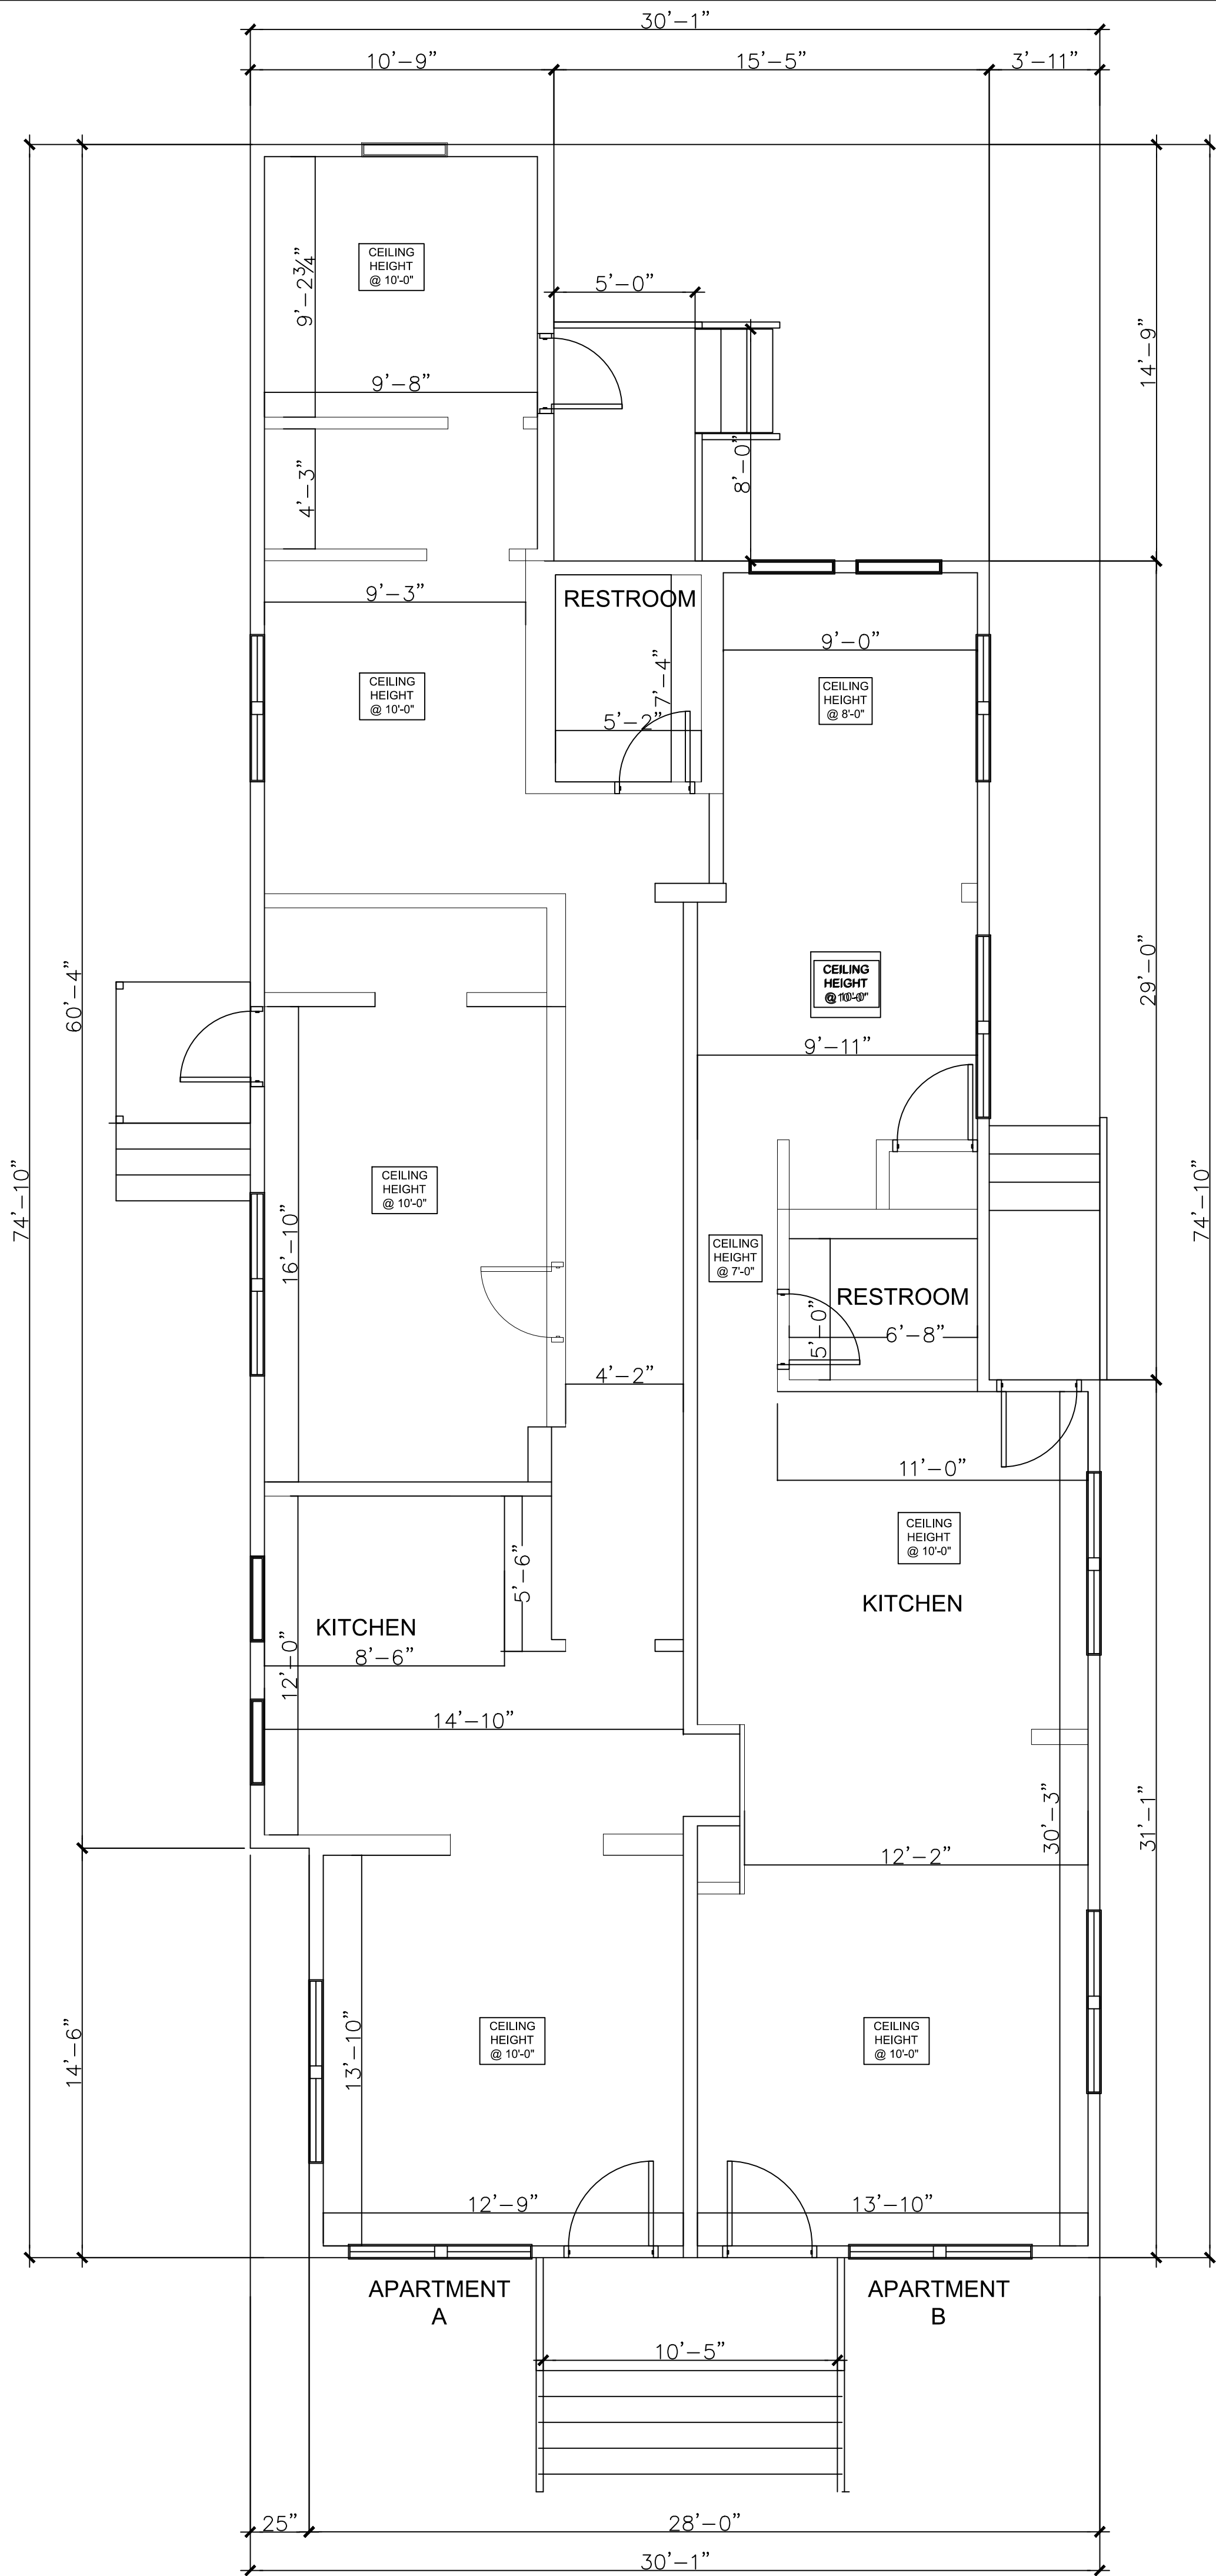 30'-1"
10'-9"
15'-5"
3'-11"
CEILING
HEIGHT
@ 10'-0"
9'-2¾"
5'-0"
14'-9"
9'-8"
8'-0"
4'-3"
9'-3"
RESTROOM
9'-0"
7'-4"
CEILING
HEIGHT
@ 10'-0"
CEILING
HEIGHT
@ 8'-0"
5'-2"
60'-4"
29'-0"
CEILING
HEIGHT
@ 10'-0"
9'-11"
74'-10"
74'-10"
CEILING
HEIGHT
@ 10'-0"
16'-10"
CEILING
HEIGHT
@ 7'-0"
RESTROOM
5'-0"
6'-8"
4'-2"
11'-0"
CEILING
HEIGHT
@ 10'-0"
5'-6"
KITCHEN
KITCHEN
8'-6"
12'-0"
14'-10"
30'-3"
31'-1"
12'-2"
CEILING
HEIGHT
@ 10'-0"
CEILING
HEIGHT
@ 10'-0"
13'-10"
14'-6"
12'-9"
13'-10"
APARTMENT
A
APARTMENT
B
10'-5"
25"
28'-0"
30'-1"